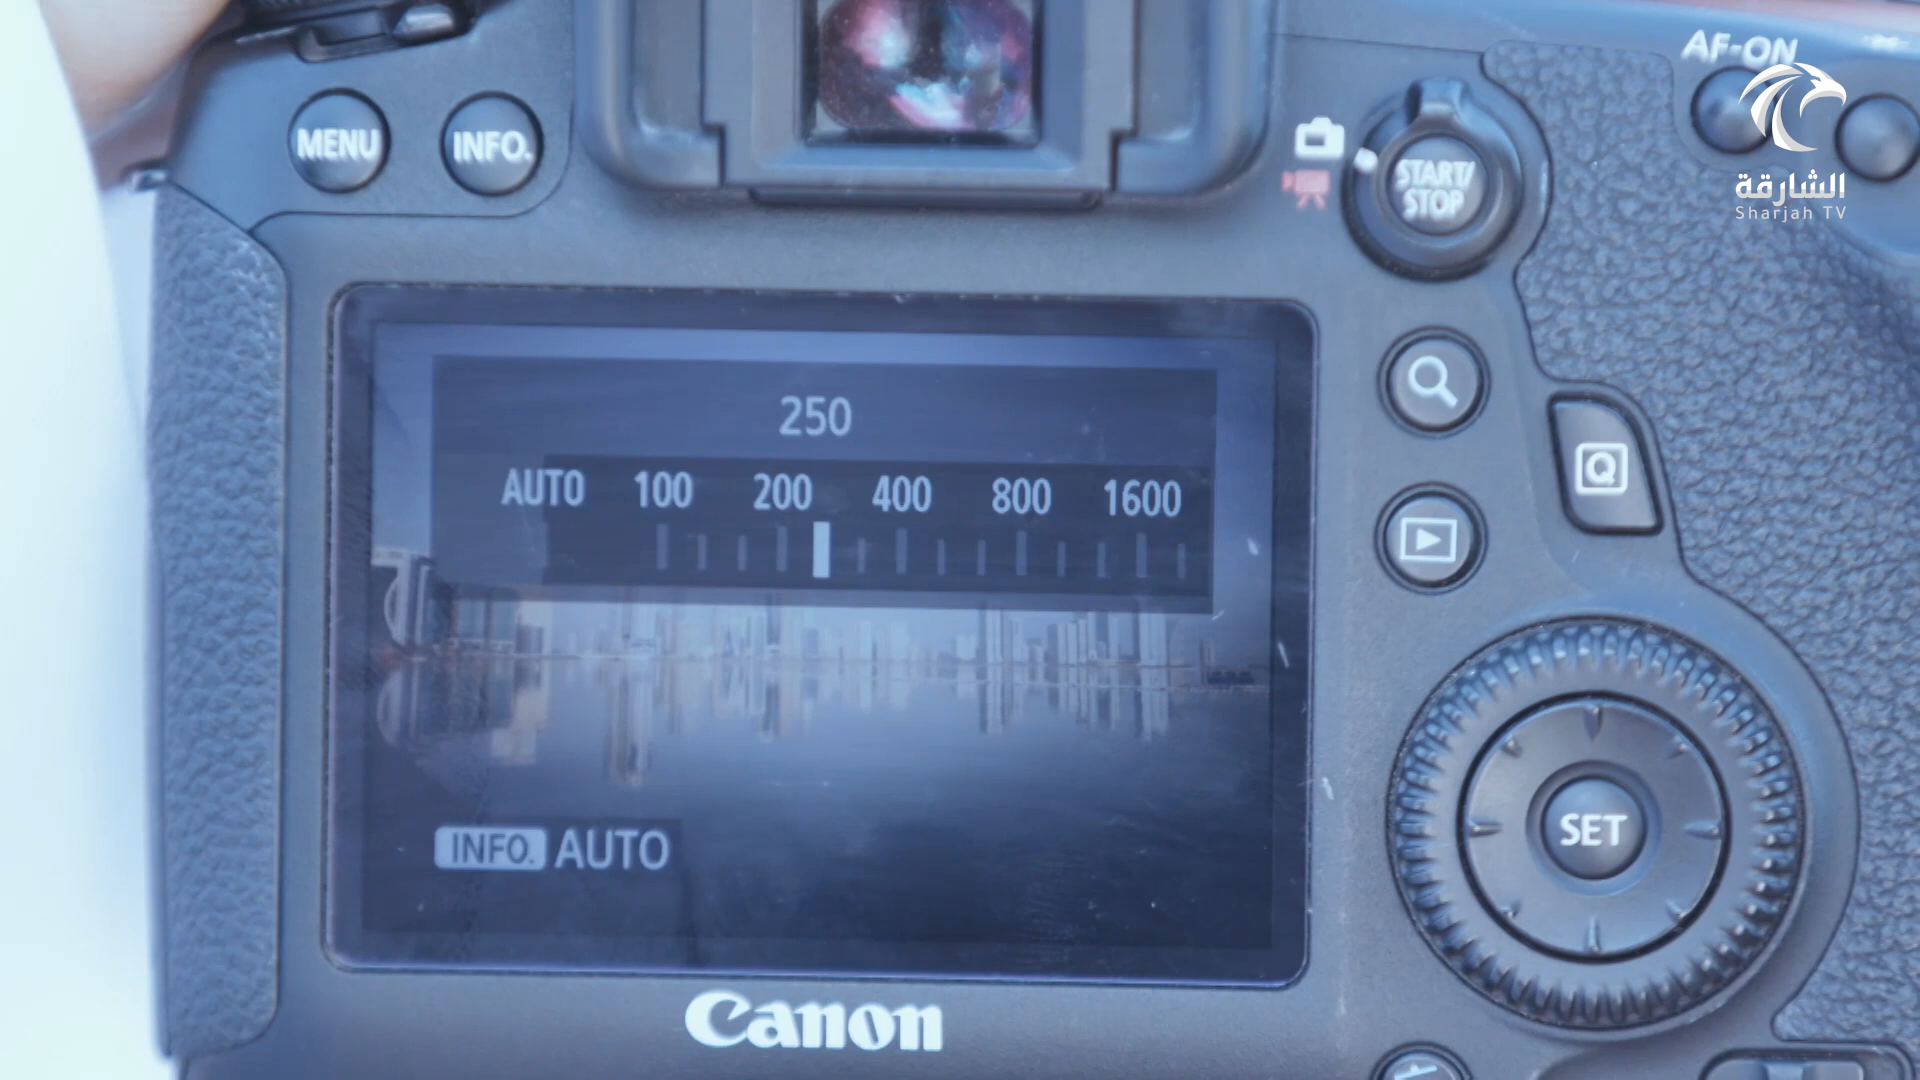 AF-ON
MENU
INFO.
START/
STOP
الشارقة
Sharjah TV
250
AUTO 100 200 400 800 1600
Q
SET
INFO. AUTO
Canon